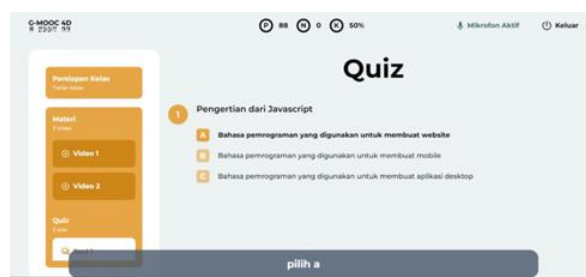 G-MOOC 4D
P 88 N 0 K 50%
Mikrofon Aktif
Keluar
Persiapan Kelas
Materi
Video 1
Video 2
Quiz
Quiz
1 Pengertian dari Javascript
A Bahasa pemrograman yang digunakan untuk membuat website
B Bahasa pemrograman yang digunakan untuk membuat mobile
C Bahasa pemrograman yang digunakan untuk membuat aplikasi desktop
pilih a